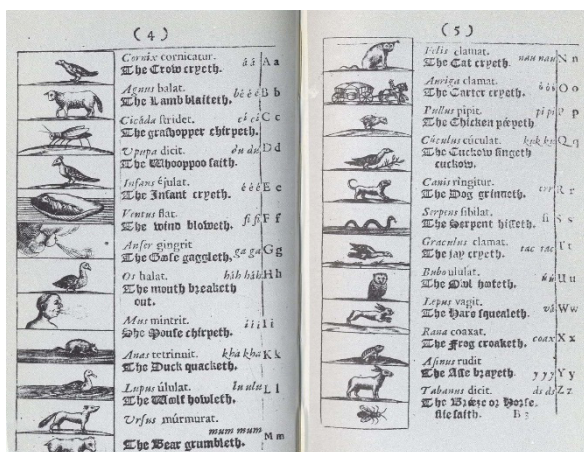 ( 4 )
Cornix cornicatur. á á A a
The Crow cryeth.
Agnus balat. bé é é B b
The Lamb blaiteth.
Cicáda stridet. ci ci C c
The grashopper chirpeth.
Upupa dicit. du du D d
The Whooppoo saith.
Infans éjulat. é é é E e
The Infant cryeth.
Ventus flat. fi fi F f
The wind bloweth.
Anser gingrit ga ga G g
The Goose gaggleth.
Os halat. háh háh H h
The mouth breatheth
out.
Mus mintrit. í í í I i
The Mouse chirpeth.
Anas tetrinnit. kha kha K k
The Duck quacketh.
Lupus úlulat. lu ulu L l
The Wolf howleth.
Ursus múrmurat.
mum mum M m
The Bear grumbleth.
( 5 )
Felis clamat. nau nau N n
The Cat cryeth.
Auriga clamat. ò ò ò O o
The Carter cryeth.
Pullus pipit. pi pi P p
The Chicken peepeth.
Cúculus cúculat. kuk ku Q q
The Cuckow singeth
cuckow.
Canis ringitur. err R r
The Dog grinneth.
Serpens sibilat. si S s
The Serpent hisseth.
Graculus clamat. tac tac T t
The Jay cryeth.
Bubo ululat. ú ú U u
The Owl hooteth.
Lepus vagit. vá W w
The Hare squeaketh.
Rana coaxat. coax X x
The Frog croaketh.
Asinus rudit y y y Y y
The Asse brayeth.
Tabanus dicit. ds ds Z z
The Breeze or Horse-
flie saith. B 3